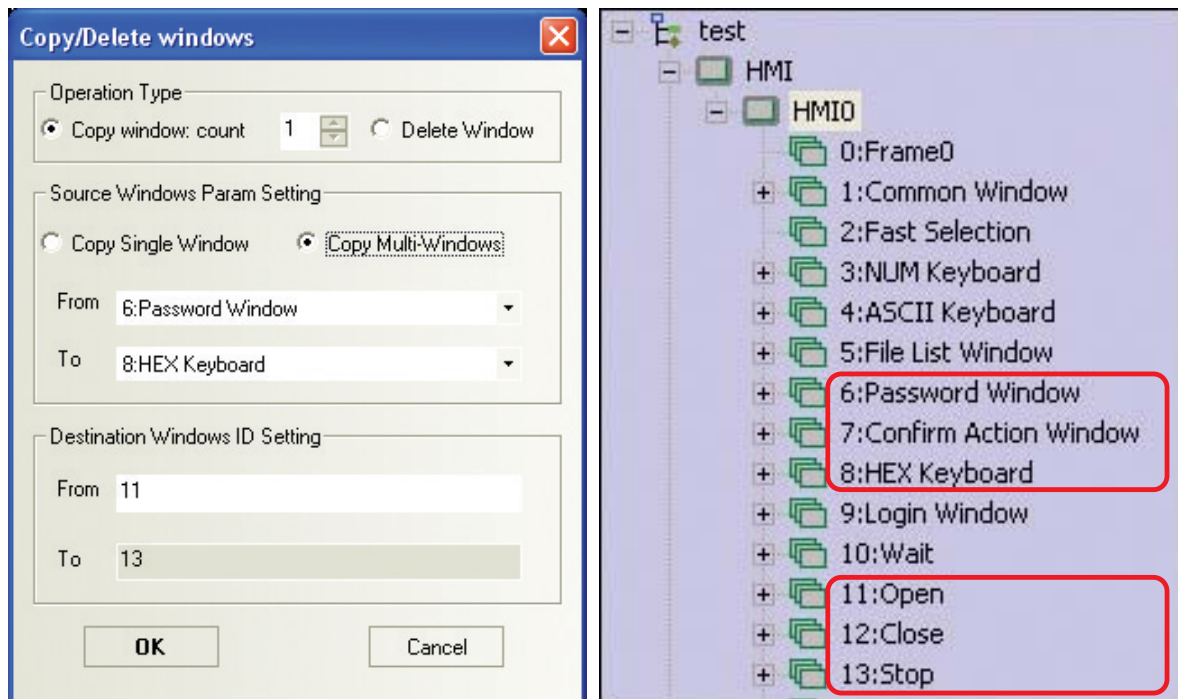 Copy/Delete windows
Operation Type
Copy window: count 1 Delete Window
Source Windows Param Setting
Copy Single Window Copy Multi-Windows
From 6:Password Window
To 8:HEX Keyboard
Destination Windows ID Setting
From 11
To 13
OK Cancel
test
HMI
HMI0
0:Frame0
1:Common Window
2:Fast Selection
3:NUM Keyboard
4:ASCII Keyboard
5:File List Window
6:Password Window
7:Confirm Action Window
8:HEX Keyboard
9:Login Window
10:Wait
11:Open
12:Close
13:Stop